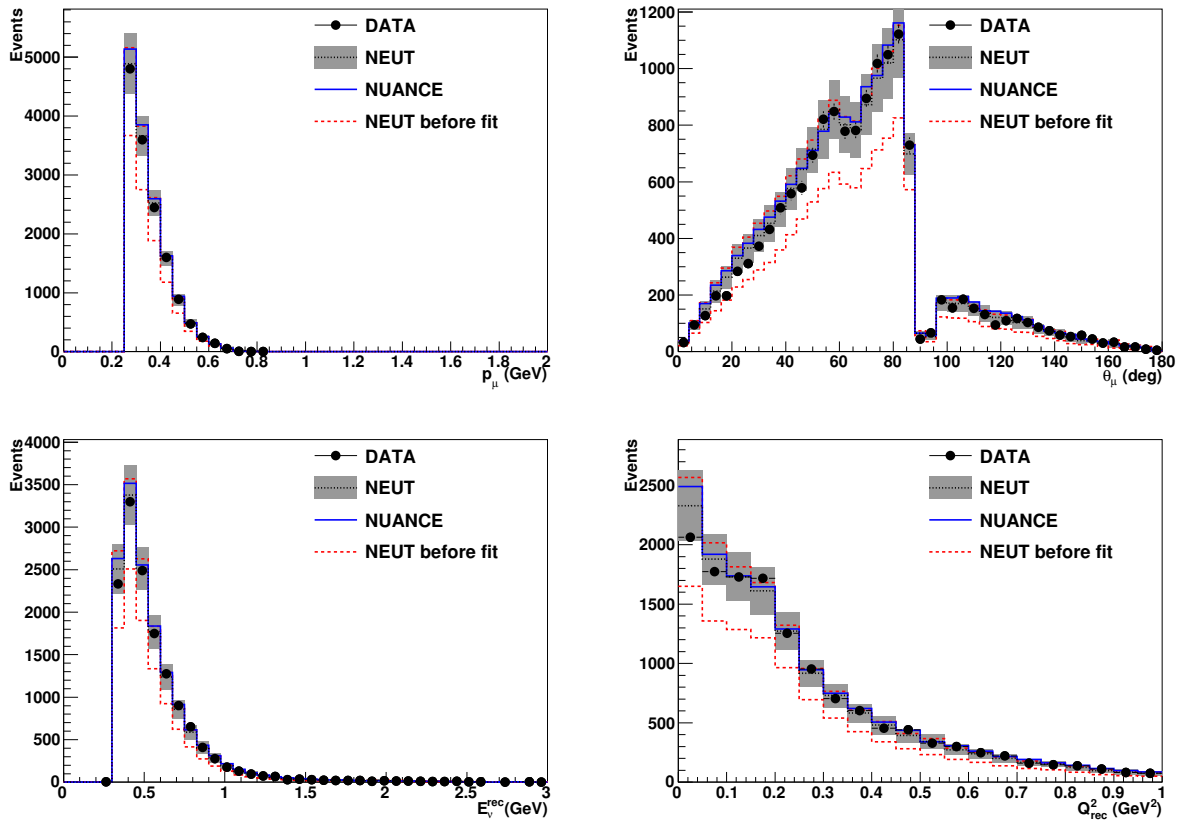 Events
5000
4000
3000
2000
1000
0
0 0.2 0.4 0.6 0.8 1 1.2 1.4 1.6 1.8 2
p_μ (GeV)
DATA
NEUT
NUANCE
NEUT before fit
Events
1200
1000
800
600
400
200
0
0 20 40 60 80 100 120 140 160 180
θ_μ (deg)
DATA
NEUT
NUANCE
NEUT before fit
Events
4000
3500
3000
2500
2000
1500
1000
500
0
0 0.5 1 1.5 2 2.5 3
E_ν^rec (GeV)
DATA
NEUT
NUANCE
NEUT before fit
Events
2500
2000
1500
1000
500
0
0 0.1 0.2 0.3 0.4 0.5 0.6 0.7 0.8 0.9 1
Q²_rec (GeV²)
DATA
NEUT
NUANCE
NEUT before fit